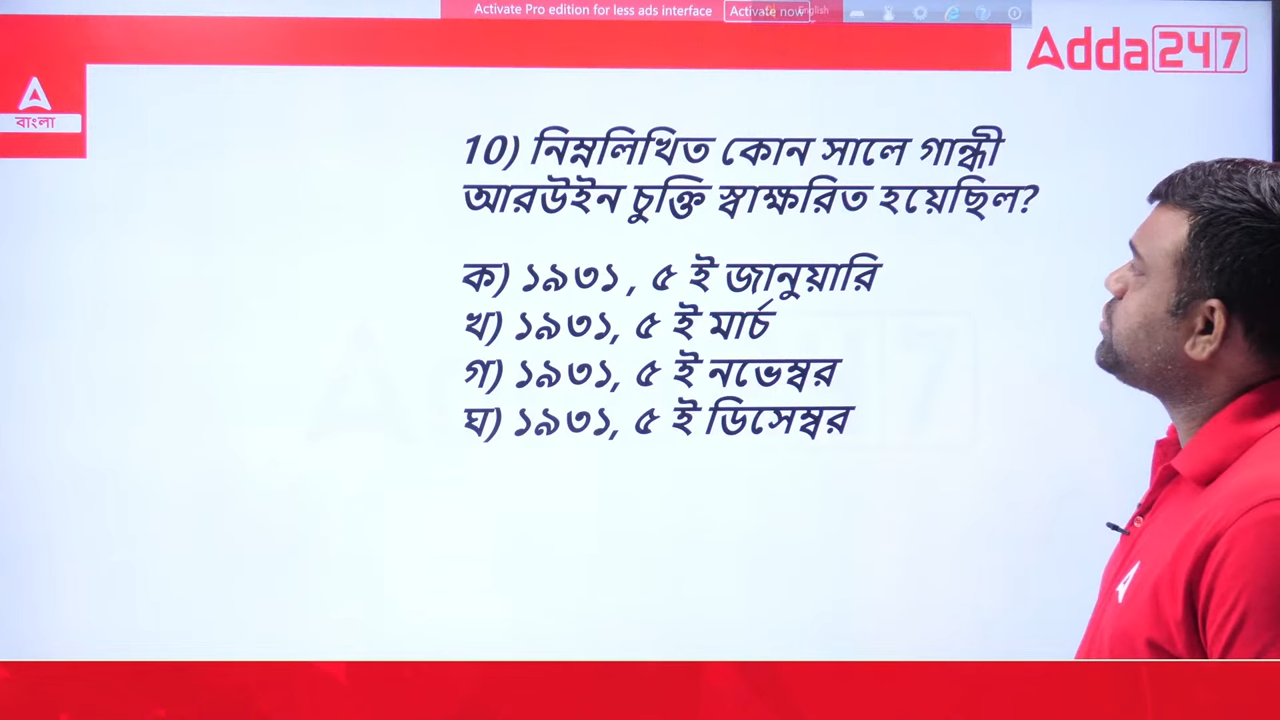 Activate Pro edition for less ads interface
Activate now
English
Adda247
বাংলা
10) নিম্নলিখিত কোন সালে গান্ধী
আরউইন চুক্তি স্বাক্ষরিত হয়েছিল?
ক) ১৯৩১ , ৫ ই জানুয়ারি
খ) ১৯৩১, ৫ ই মার্চ
গ) ১৯৩১, ৫ ই নভেম্বর
ঘ) ১৯৩১, ৫ ই ডিসেম্বর